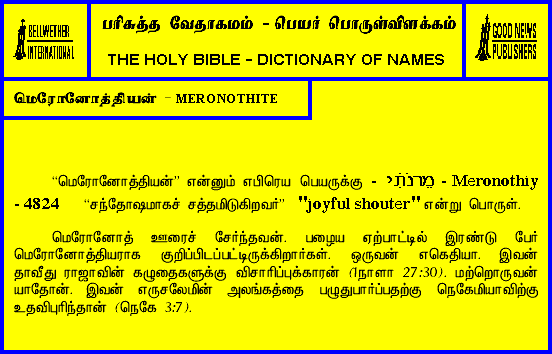 BELLWETHER
INTERNATIONAL
பரிசுத்த வேதாகமம் - பெயர் பொருள்விளக்கம்
THE HOLY BIBLE - DICTIONARY OF NAMES
GOOD NEWS
PUBLISHERS
மெரோனோத்தியன் - MERONOTHITE
“மெரோனோத்தியன்” என்னும் எபிரெய பெயருக்கு - מֵרֹנֹתִי - Meronothiy
- 4824 “சந்தோஷமாகச் சத்தமிடுகிறவர்” "joyful shouter" என்று பொருள்.
மெரோனோத் ஊரைச் சேர்ந்தவன். பழைய ஏற்பாட்டில் இரண்டு பேர்
மெரோனோத்தியராக குறிப்பிடப்பட்டிருக்கிறார்கள். ஒருவன் எகெதியா. இவன்
தாவீது ராஜாவின் கழுதைகளுக்கு விசாரிப்புக்காரன் (1நாளா 27:30). மற்றொருவன்
யாதோன். இவன் எருசலேமின் அலங்கத்தை பழுதுபார்ப்பதற்கு நெகேமியாவிற்கு
உதவிபுரிந்தான் (நெகே 3:7).